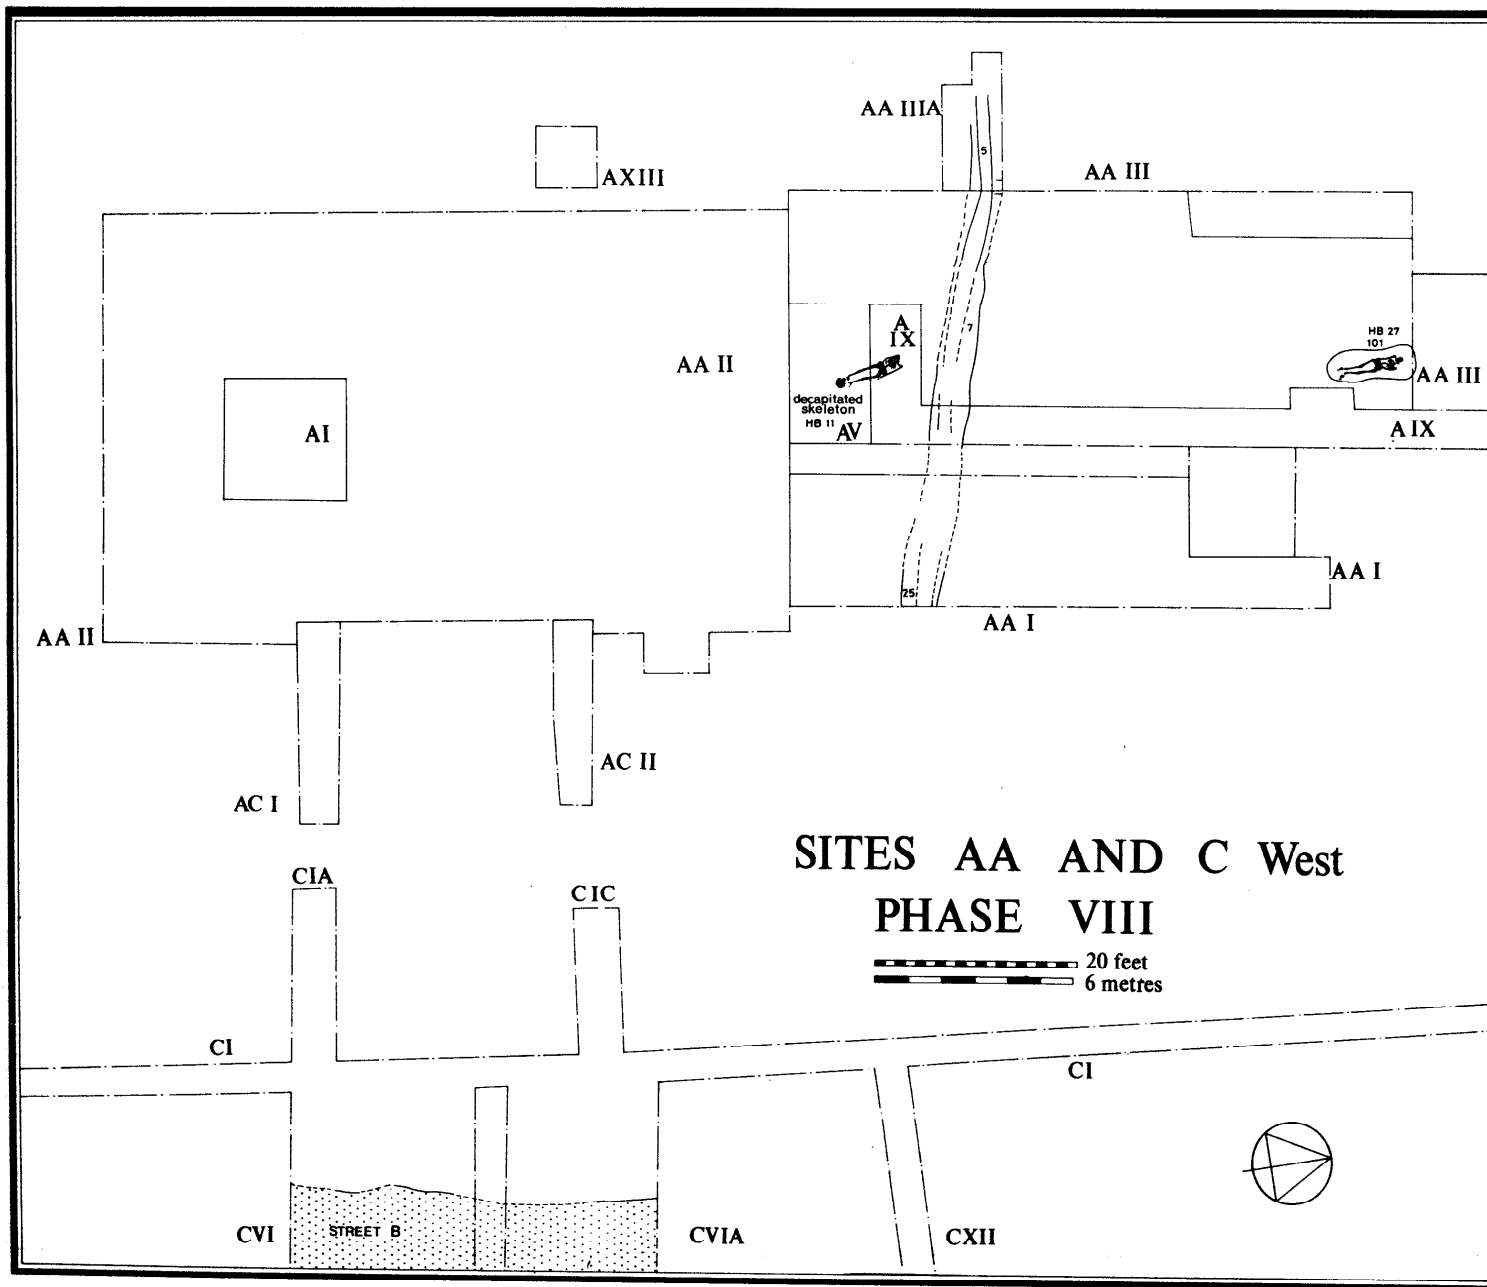 AA IIIA
5
AXIII
AA III
A
IX
7
HB 27
101
AA II
AA III
decapitated
skeleton
HB 11
AV
AI
A IX
AA I
25
AA I
AA II
AC II
AC I
SITES AA AND C West
PHASE VIII
20 feet
6 metres
CIA
CIC
CI
CI
CVI
STREET B
CVIA
CXII